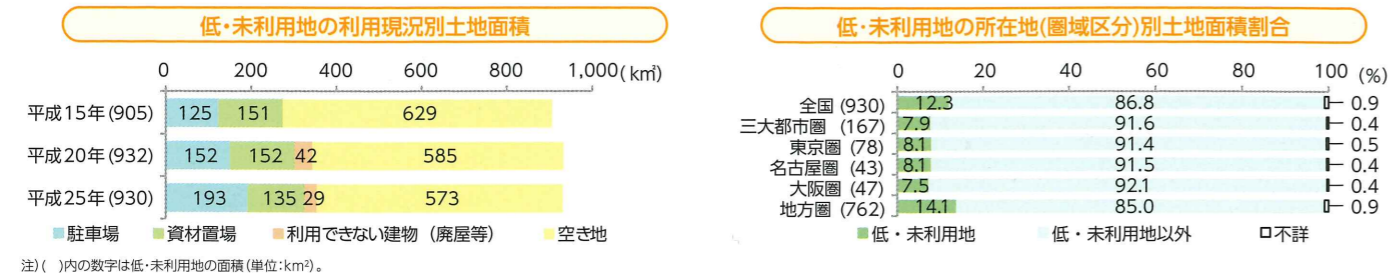 低・未利用地の利用現況別土地面積
0 200 400 600 800 1,000(㎢)
平成15年(905) 125 151 629
平成20年(932) 152 152 42 585
平成25年(930) 193 135 29 573
駐車場 資材置場 利用できない建物（廃屋等） 空き地
注）( )内の数字は低・未利用地の面積（単位:km²）。
低・未利用地の所在地(圏域区分)別土地面積割合
0 20 40 60 80 100 (%)
全国(930) 12.3 86.8 0.9
三大都市圏 (167) 7.9 91.6 0.4
東京圏 (78) 8.1 91.4 0.5
名古屋圏 (43) 8.1 91.5 0.4
大阪圏 (47) 7.5 92.1 0.4
地方圏 (762) 14.1 85.0 0.9
低・未利用地 低・未利用地以外 不詳